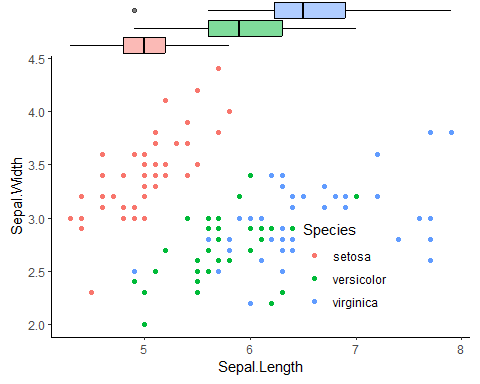 4.5
4.0
3.5
3.0
2.5
2.0
Sepal.Width
Species
setosa
versicolor
virginica
5 6 7 8
Sepal.Length